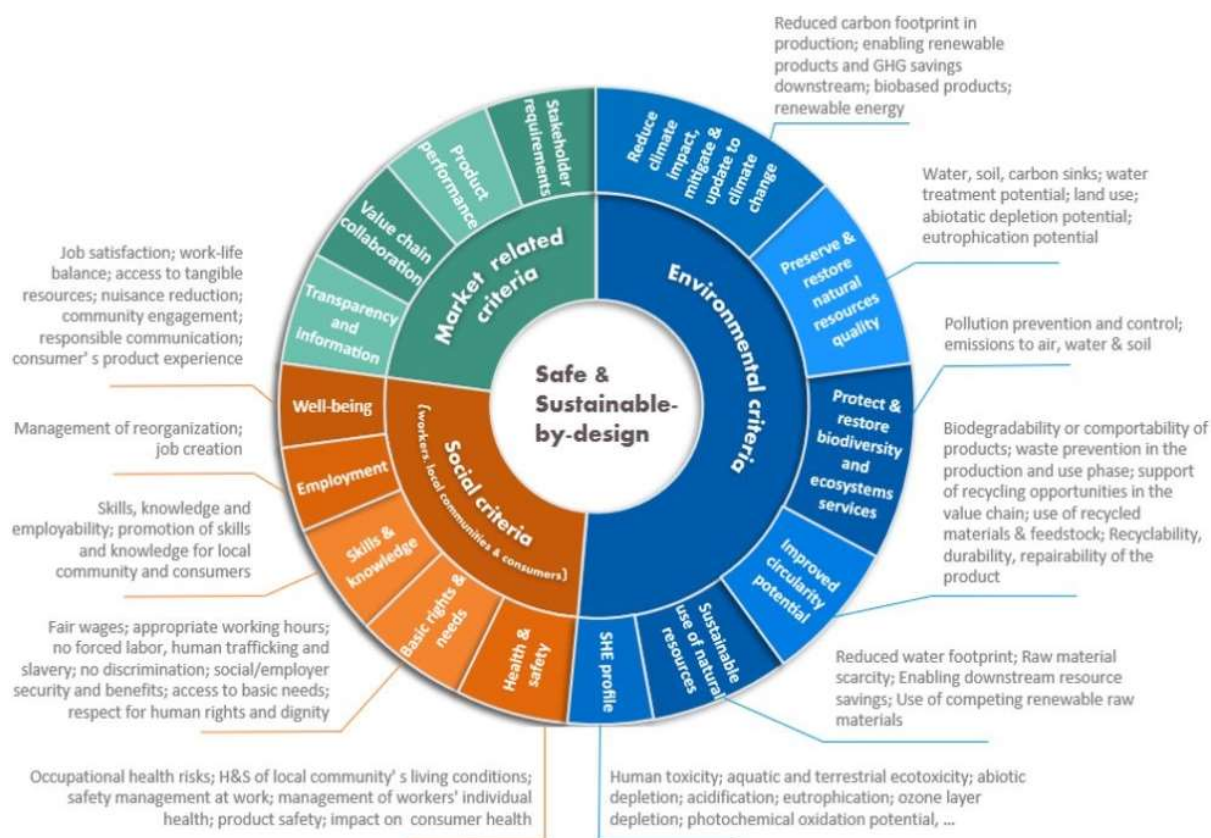 Reduced carbon footprint in
production; enabling renewable
products and GHG savings
downstream; biobased products;
renewable energy
Water, soil, carbon sinks; water
treatment potential; land use;
abiotatic depletion potential;
eutrophication potential
Pollution prevention and control;
emissions to air, water & soil
Biodegradability or comportability of
products; waste prevention in the
production and use phase; support
of recycling opportunities in the
value chain; use of recycled
materials & feedstock; Recyclability,
durability, repairability of the
product
Reduced water footprint; Raw material
scarcity; Enabling downstream resource
savings; Use of competing renewable raw
materials
Human toxicity; aquatic and terrestrial ecotoxicity; abiotic
depletion; acidification; eutrophication; ozone layer
depletion; photochemical oxidation potential, ...
Occupational health risks; H&S of local community' s living conditions;
safety management at work; management of workers' individual
health; product safety; impact on consumer health
Fair wages; appropriate working hours;
no forced labor, human trafficking and
slavery; no discrimination; social/employer
security and benefits; access to basic needs;
respect for human rights and dignity
Skills, knowledge and
employability; promotion of skills
and knowledge for local
community and consumers
Management of reorganization;
job creation
Job satisfaction; work-life
balance; access to tangible
resources; nuisance reduction;
community engagement;
responsible communication;
consumer' s product experience
Reduce
climate
impact,
mitigate &
update to
climate
change
Preserve &
restore
natural
resources
quality
Protect &
restore
biodiversity
and
ecosystems
services
Improved
circularity
potential
Sustainable
use of natural
resources
SHE profile
Health &
safety
Basic rights &
needs
Skills &
knowledge
Employment
Well-being
Transparency
and
information
Value chain
collaboration
Product
performance
Stakeholder
requirements
Environmental criteria
Social criteria
(workers. local communities & consumers)
Market related
criteria
Safe &
Sustainable-
by-design